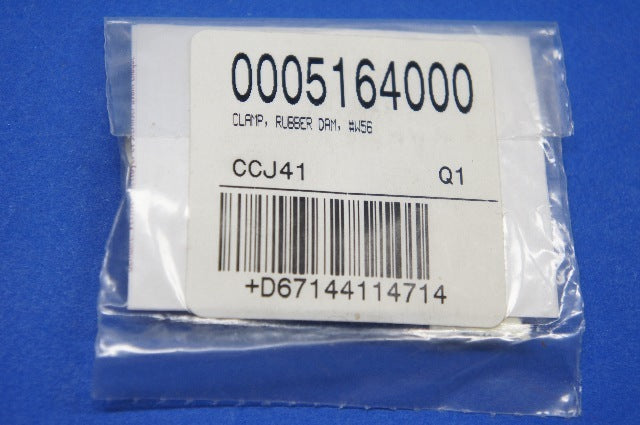 0005164000
CLAMP, RUBBER DAM, #W56
CCJ41 Q1
+D67144114714